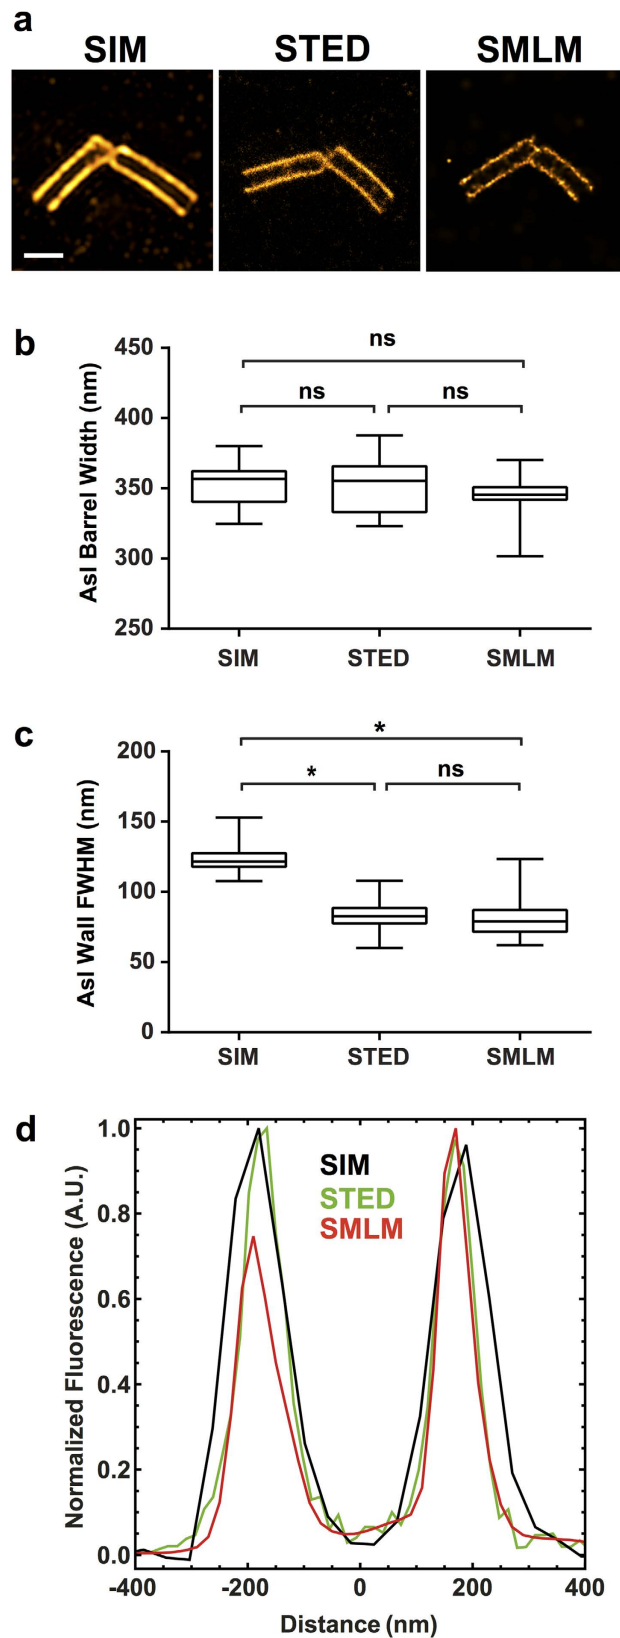 a
SIM STED SMLM
b
Asl Barrel Width (nm)
450
400
350
300
250
ns
ns ns
SIM STED SMLM
c
Asl Wall FWHM (nm)
200
150
100
50
0
*
* ns
SIM STED SMLM
d
Normalized Fluorescence (A.U.)
1.0
0.8
0.6
0.4
0.2
0.0
SIM
STED
SMLM
-400 -200 0 200 400
Distance (nm)